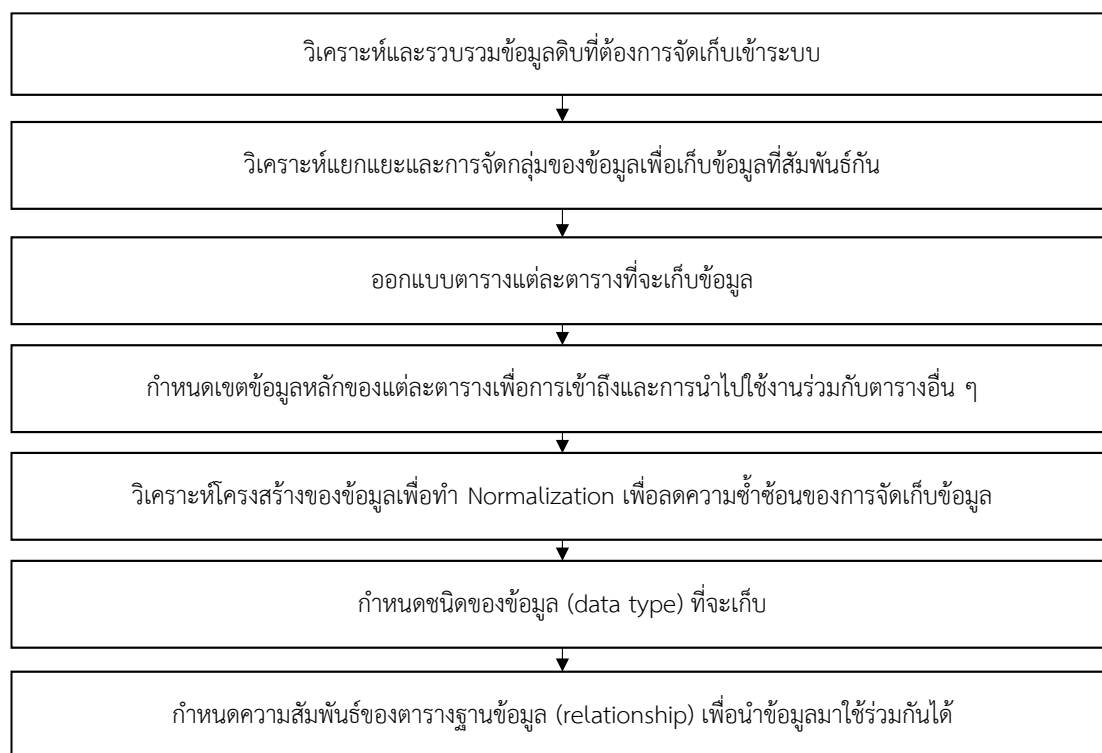 วิเคราะห์และรวบรวมข้อมูลดิบที่ต้องการจัดเก็บเข้าระบบ
วิเคราะห์แยกแยะและการจัดกลุ่มของข้อมูลเพื่อเก็บข้อมูลที่สัมพันธ์กัน
ออกแบบตารางแต่ละตารางที่จะเก็บข้อมูล
กำหนดเขตข้อมูลหลักของแต่ละตารางเพื่อการเข้าถึงและการนำไปใช้งานร่วมกับตารางอื่น ๆ
วิเคราะห์โครงสร้างของข้อมูลเพื่อทำ Normalization เพื่อลดความซ้ำซ้อนของการจัดเก็บข้อมูล
กำหนดชนิดของข้อมูล (data type) ที่จะเก็บ
กำหนดความสัมพันธ์ของตารางฐานข้อมูล (relationship) เพื่อนำข้อมูลมาใช้ร่วมกันได้